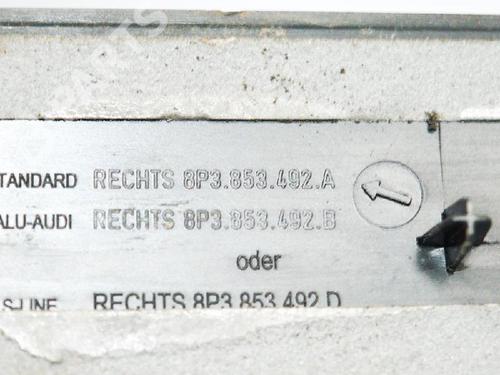 TANDARD RECHTS 8P3.853.492.A
ALU-AUDI RECHTS 8P3.853.492.B
oder
S-LINE RECHTS 8P3 853 492 D